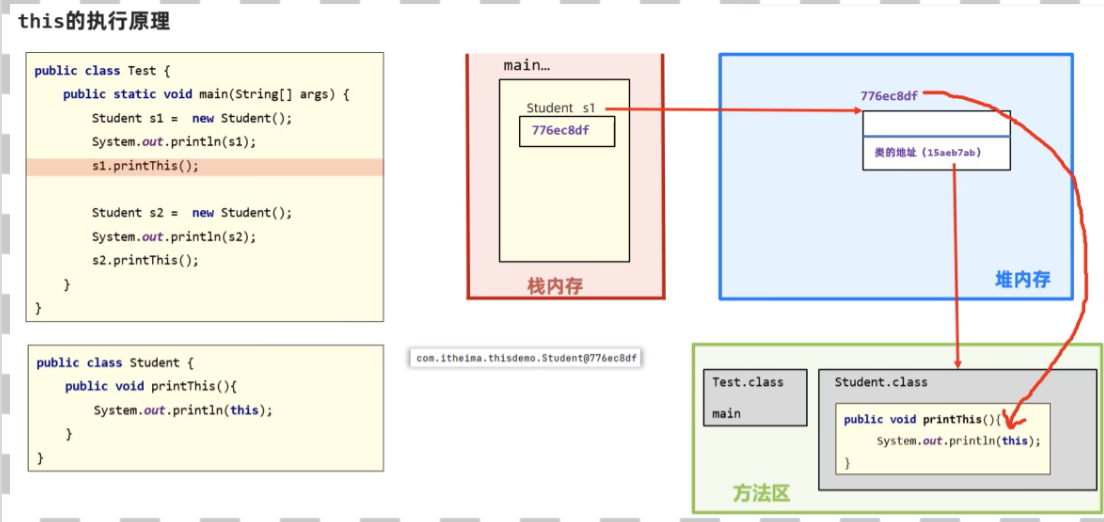 this的执行原理
public class Test {
public static void main(String[] args) {
Student s1 = new Student();
System.out.println(s1);
s1.printThis();
Student s2 = new Student();
System.out.println(s2);
s2.printThis();
}
}
public class Student {
public void printThis(){
System.out.println(this);
}
}
main…
Student s1
776ec8df
栈内存
com.itheima.thisdemo.Student@776ec8df
776ec8df
类的地址（15aeb7ab）
堆内存
Test.class
main
Student.class
public void printThis(){
System.out.println(this);
}
方法区